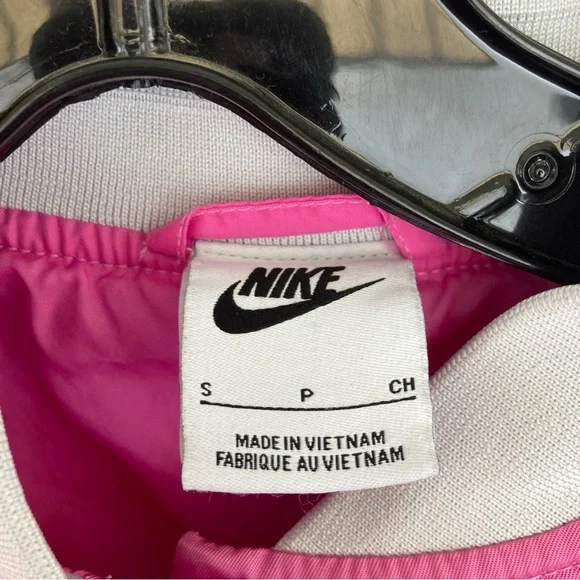 NIKE
S P CH
MADE IN VIETNAM
FABRIQUE AU VIETNAM